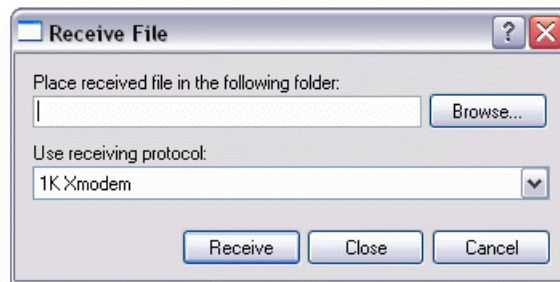 Receive File
Place received file in the following folder:
Browse...
Use receiving protocol:
1K Xmodem
Receive Close Cancel